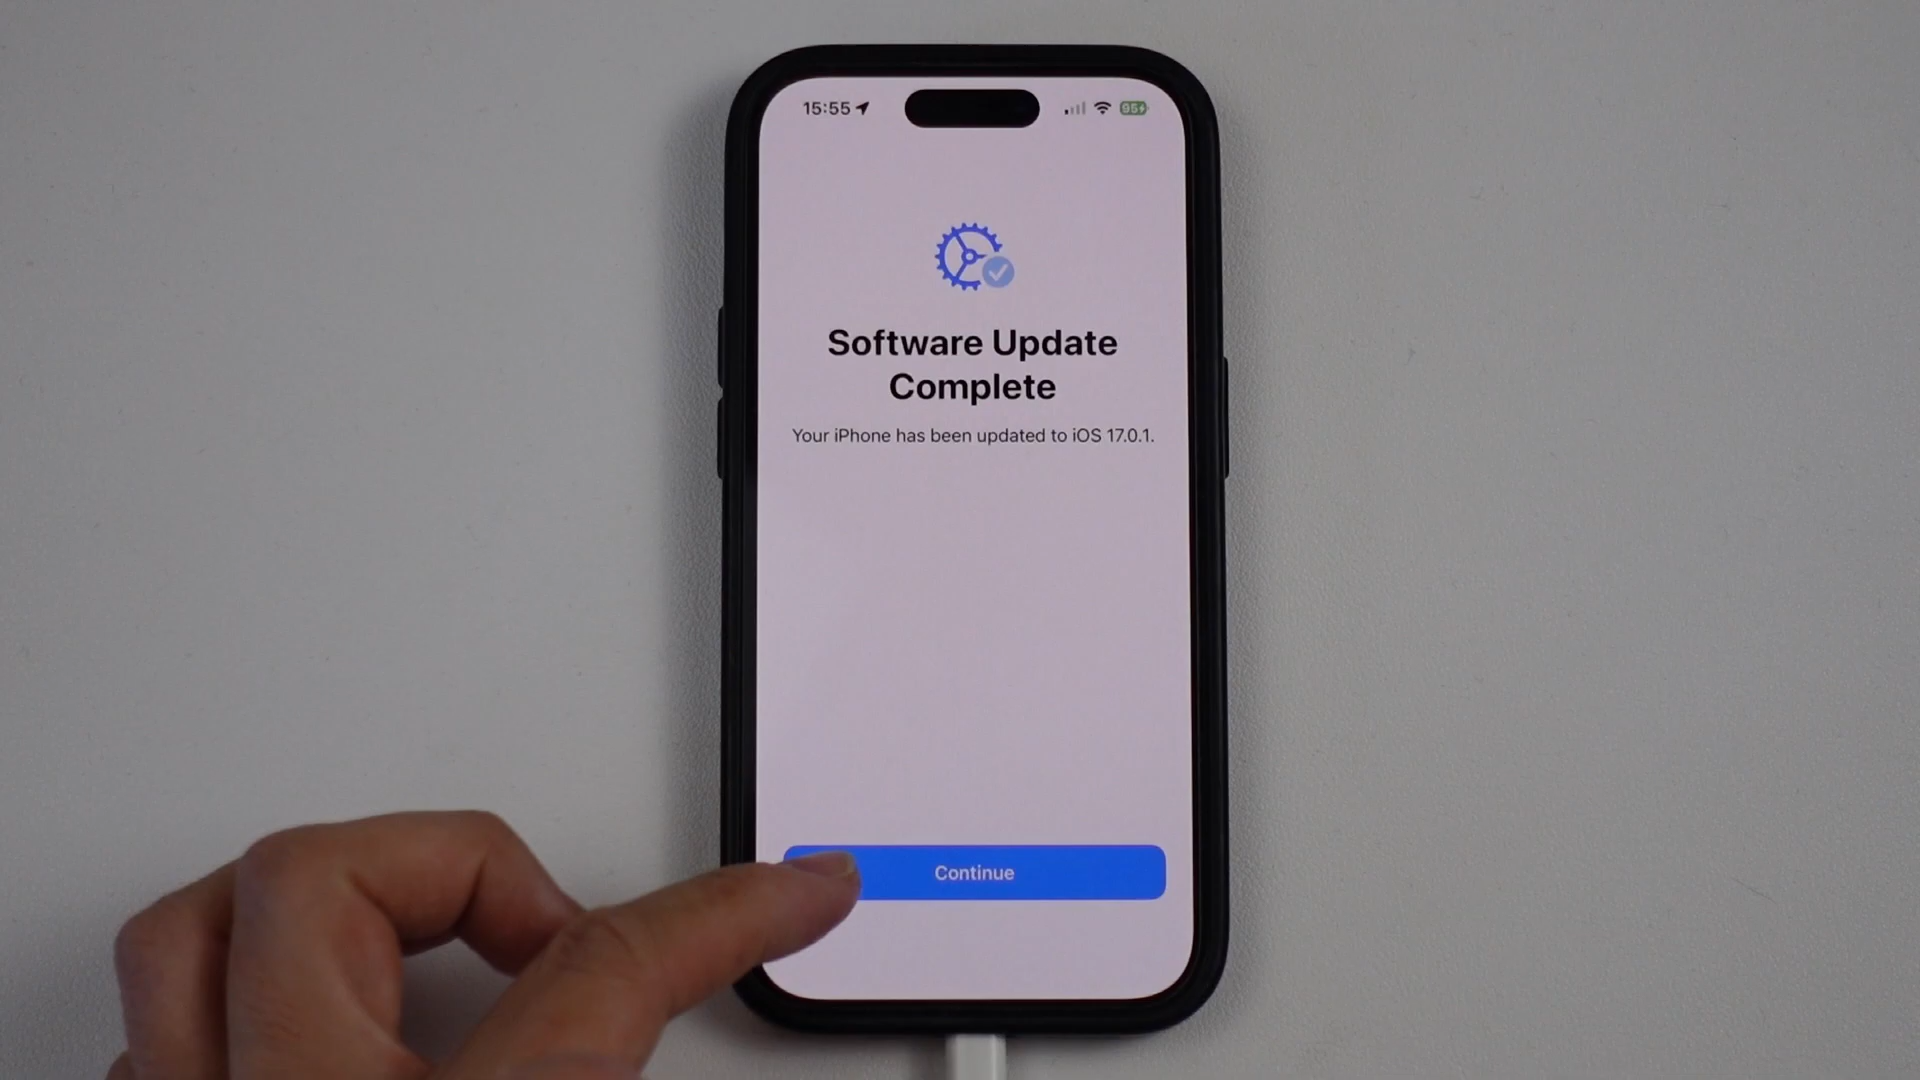 15:55
95
Software Update
Complete
Your iPhone has been updated to iOS 17.0.1.
Continue